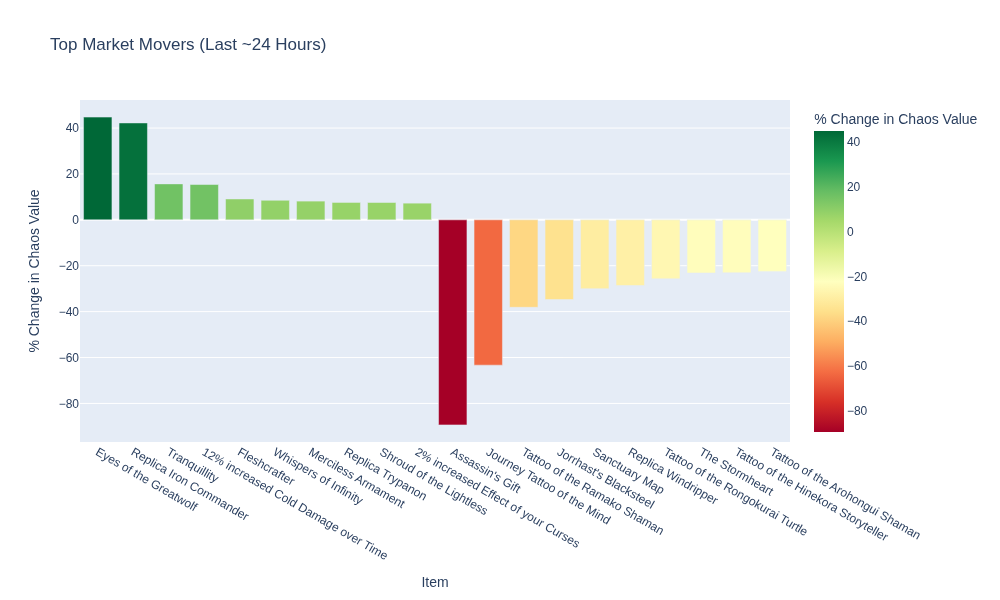 Top Market Movers (Last ~24 Hours)
% Change in Chaos Value
40
20
0
−20
−40
−60
−80
Eyes of the Greatwolf
Replica Iron Commander
Tranquillity
12% increased Cold Damage over Time
Fleshcrafter
Whispers of Infinity
Merciless Armament
Replica Trypanon
Shroud of the Lightless
2% increased Effect of your Curses
Assassin's Gift
Journey Tattoo of the Mind
Tattoo of the Ramako Shaman
Jorrhast's Blacksteel
Sanctuary Map
Replica Windripper
Tattoo of the Rongokurai Turtle
The Stormheart
Tattoo of the Hinekora Storyteller
Tattoo of the Arohongui Shaman
Item
% Change in Chaos Value
40
20
0
−20
−40
−60
−80